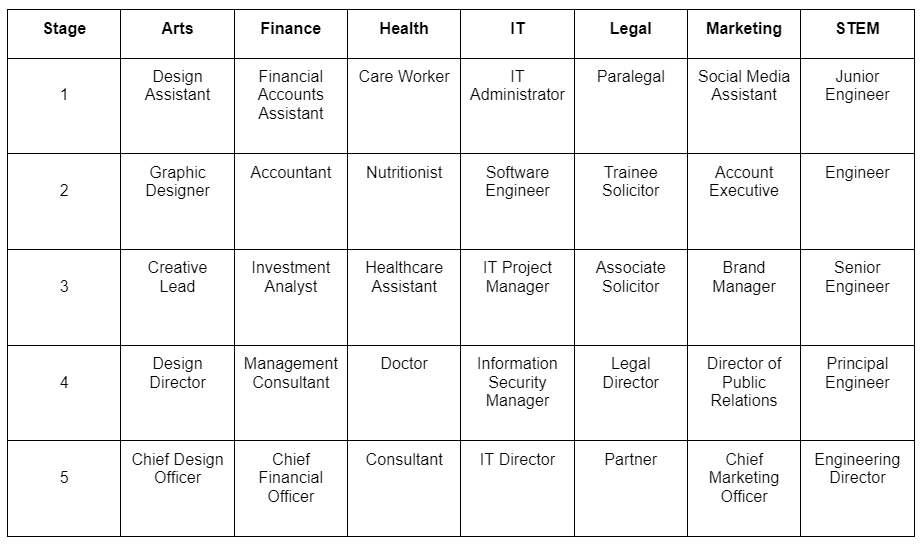 Stage Arts Finance Health IT Legal Marketing STEM
1 Design Assistant Financial Accounts Assistant Care Worker IT Administrator Paralegal Social Media Assistant Junior Engineer
2 Graphic Designer Accountant Nutritionist Software Engineer Trainee Solicitor Account Executive Engineer
3 Creative Lead Investment Analyst Healthcare Assistant IT Project Manager Associate Solicitor Brand Manager Senior Engineer
4 Design Director Management Consultant Doctor Information Security Manager Legal Director Director of Public Relations Principal Engineer
5 Chief Design Officer Chief Financial Officer Consultant IT Director Partner Chief Marketing Officer Engineering Director